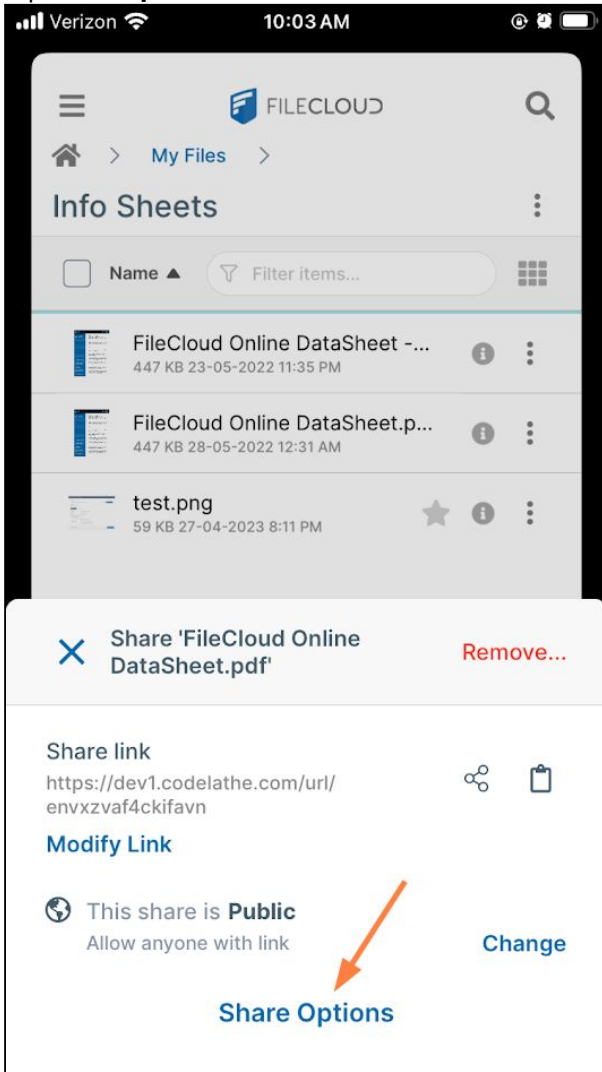 Verizon 10:03 AM
FILECLOUD
My Files
Info Sheets
Name Filter items...
FileCloud Online DataSheet -...
447 KB 23-05-2022 11:35 PM
FileCloud Online DataSheet.p...
447 KB 28-05-2022 12:31 AM
test.png
59 KB 27-04-2023 8:11 PM
Share 'FileCloud Online
DataSheet.pdf'
Remove...
Share link
https://dev1.codelathe.com/url/
envxzvaf4ckifavn
Modify Link
This share is Public
Allow anyone with link
Change
Share Options